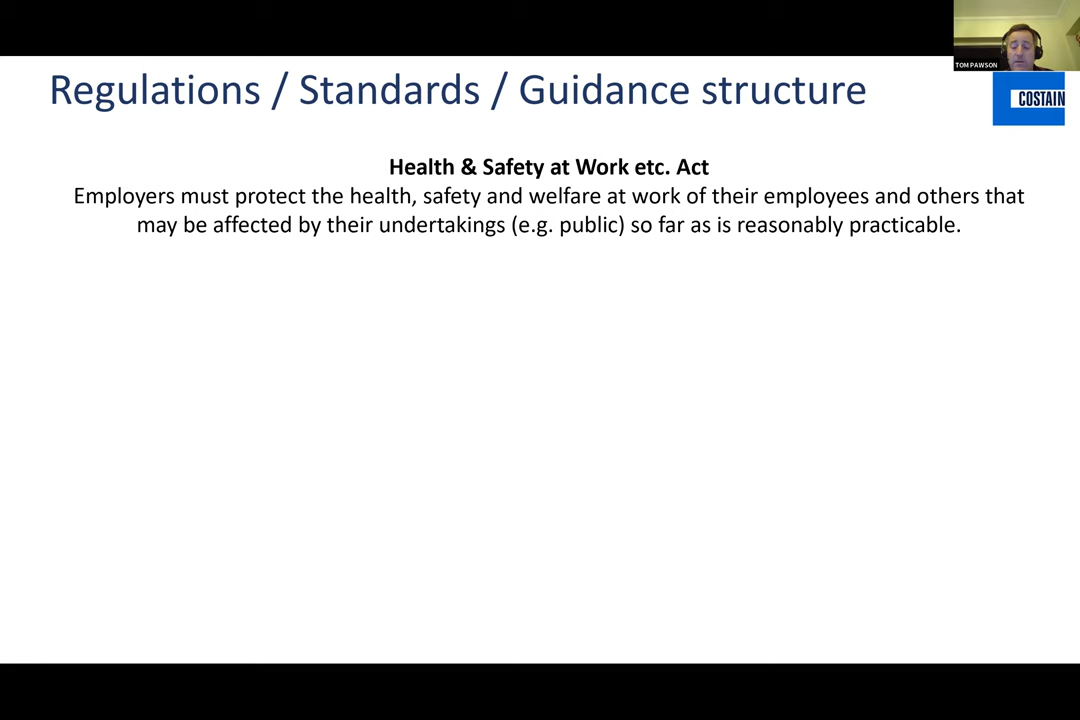 TOM PAWSON
Regulations / Standards / Guidance structure
COSTAIN
Health & Safety at Work etc. Act
Employers must protect the health, safety and welfare at work of their employees and others that
may be affected by their undertakings (e.g. public) so far as is reasonably practicable.